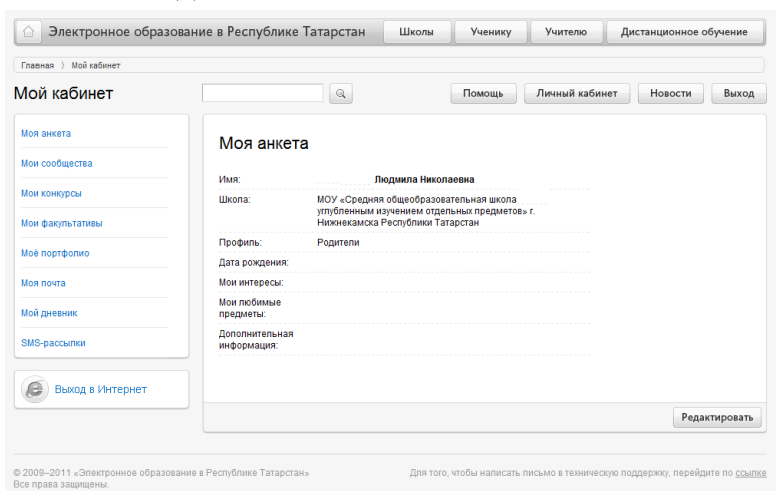 Электронное образование в Республике Татарстан
Школы
Ученику
Учителю
Дистанционное обучение
Главная 〉 Мой кабинет
Мой кабинет
Помощь
Личный кабинет
Новости
Выход
Моя анкета
Мои сообщества
Мои конкурсы
Мои факультативы
Моё портфолио
Моя почта
Мой дневник
SMS-рассылки
Выход в Интернет
Моя анкета
Имя: Людмила Николаевна
Школа: МОУ «Средняя общеобразовательная школа
углубленным изучением отдельных предметов» г.
Нижнекамска Республики Татарстан
Профиль: Родители
Дата рождения:
Мои интересы:
Мои любимые
предметы:
Дополнительная
информация:
Редактировать
© 2009–2011 «Электронное образование в Республике Татарстан»
Все права защищены.
Для того, чтобы написать письмо в техническую поддержку, перейдите по ссылке